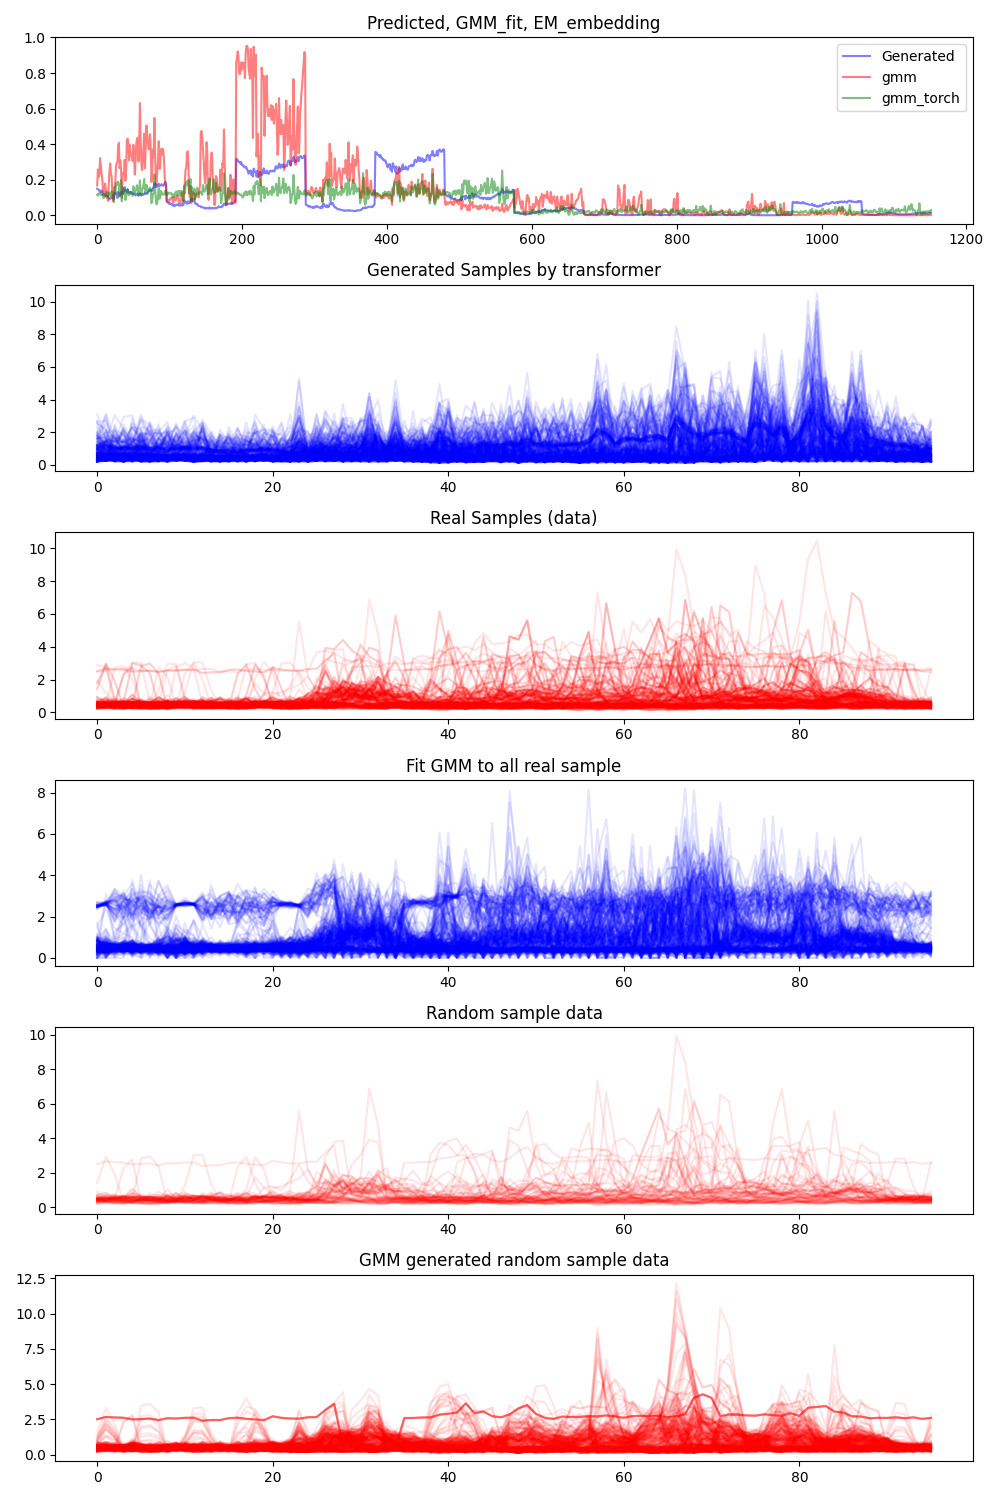 Predicted, GMM_fit, EM_embedding
1.0
0.8
0.6
0.4
0.2
0.0
Generated
gmm
gmm_torch
0 200 400 600 800 1000 1200
Generated Samples by transformer
10
8
6
4
2
0
0 20 40 60 80
Real Samples (data)
10
8
6
4
2
0
0 20 40 60 80
Fit GMM to all real sample
8
6
4
2
0
0 20 40 60 80
Random sample data
10
8
6
4
2
0
0 20 40 60 80
GMM generated random sample data
12.5
10.0
7.5
5.0
2.5
0.0
0 20 40 60 80